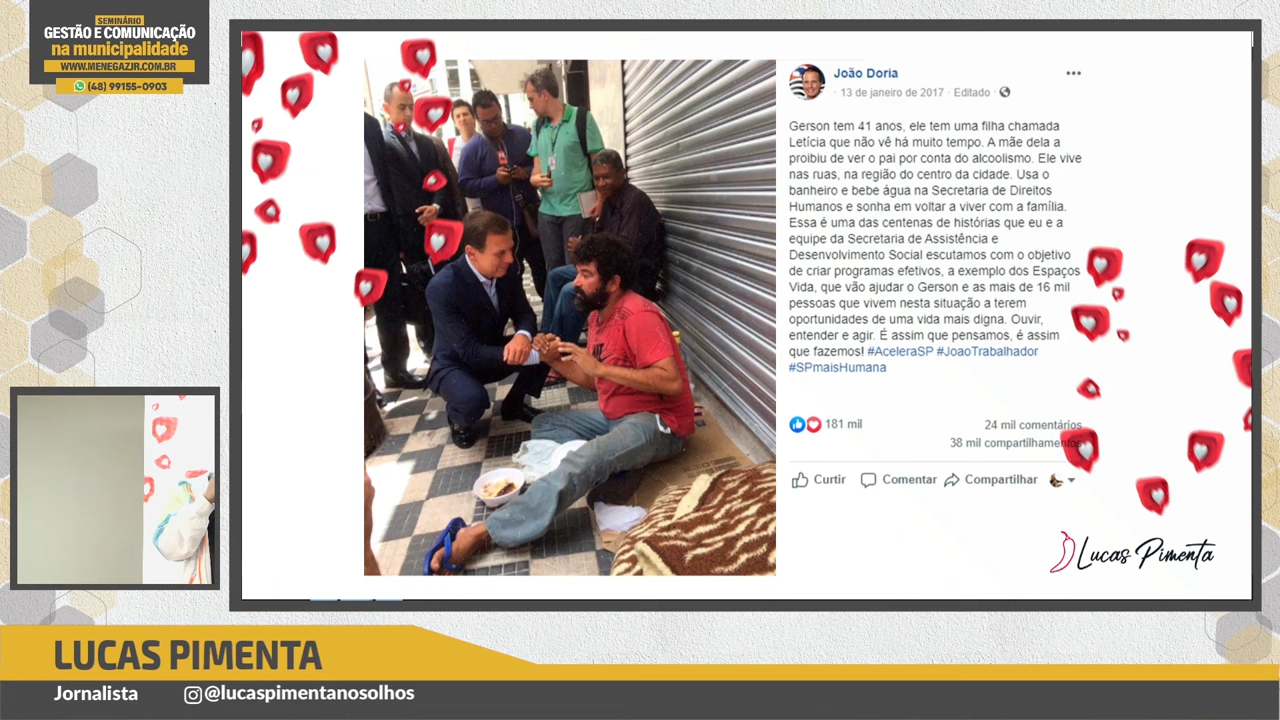 SEMINÁRIO
GESTÃO E COMUNICAÇÃO
na municipalidade
WWW.MENEGAZJR.COM.BR
(48) 99155-0903
João Doria
· 13 de janeiro de 2017 · Editado ·
Gerson tem 41 anos, ele tem uma filha chamada
Letícia que não vê há muito tempo. A mãe dela a
proibiu de ver o pai por conta do alcoolismo. Ele vive
nas ruas, na região do centro da cidade. Usa o
banheiro e bebe água na Secretaria de Direitos
Humanos e sonha em voltar a viver com a família.
Essa é uma das centenas de histórias que eu e a
equipe da Secretaria de Assistência e
Desenvolvimento Social escutamos com o objetivo
de criar programas efetivos, a exemplo dos Espaços
Vida, que vão ajudar o Gerson e as mais de 16 mil
pessoas que vivem nesta situação a terem
oportunidades de uma vida mais digna. Ouvir,
entender e agir. É assim que pensamos, é assim
que fazemos! #AceleraSP #JoaoTrabalhador
#SPmaisHumana
181 mil
24 mil comentários
38 mil compartilhamentos
Curtir Comentar Compartilhar
Lucas Pimenta
LUCAS PIMENTA
Jornalista @lucaspimentanosolhos